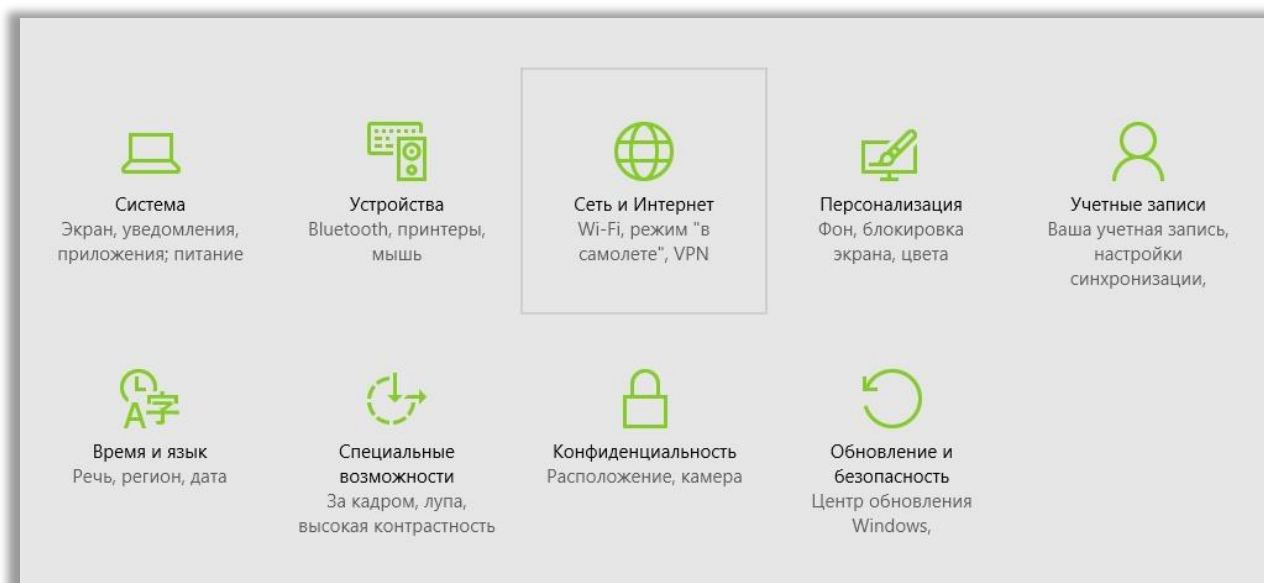 Система
Экран, уведомления,
приложения; питание
Устройства
Bluetooth, принтеры,
мышь
Сеть и Интернет
Wi-Fi, режим "в
самолете", VPN
Персонализация
Фон, блокировка
экрана, цвета
Учетные записи
Ваша учетная запись,
настройки
синхронизации,
A字
Время и язык
Речь, регион, дата
Специальные
возможности
За кадром, лупа,
высокая контрастность
Конфиденциальность
Расположение, камера
Обновление и
безопасность
Центр обновления
Windows,